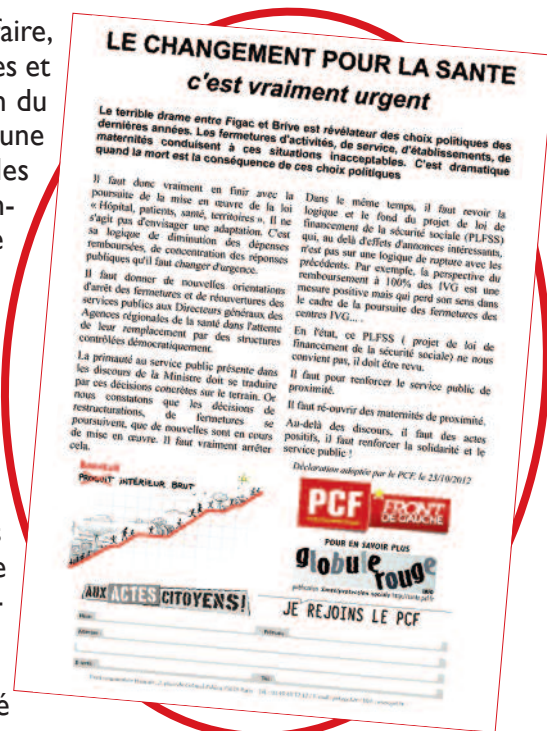 faire,
es et
n du
une
les
n-
e
e
-
é
LE CHANGEMENT POUR LA SANTE
c'est vraiment urgent
Le terrible drame entre Figac et Brive est révélateur des choix politiques des
dernières années. Les fermetures d'activités, de service, d'établissements, de
maternités conduisent à ces situations inacceptables. C'est dramatique
quand la mort est la conséquence de ces choix politiques
Il faut donc vraiment en finir avec la
poursuite de la mise en œuvre de la loi
« Hôpital, patients, santé, territoires ». Il ne
s'agit pas d'envisager une adaptation. C'est
sa logique de diminution des dépenses
remboursées, de concentration des réponses
publiques qu'il faut changer d'urgence.
Il faut donner de nouvelles orientations
d'arrêt des fermetures et de réouvertures des
services publics aux Directeurs généraux des
Agences régionales de la santé dans l'attente
de leur remplacement par des structures
contrôlées démocratiquement.
La primauté au service public présente dans
les discours de la Ministre doit se traduire
par ces décisions concrètes sur le terrain. Or
nous constatons que les décisions de
restructurations, de fermetures se
poursuivent, que de nouvelles sont en cours
de mise en œuvre. Il faut vraiment arrêter
cela.
Dans le même temps, il faut revoir la
logique et le fond du projet de loi de
financement de la sécurité sociale (PLFSS)
qui, au delà d'effets d'annonces intéressants,
n'est pas sur une logique de rupture avec les
précédents. Par exemple, la perspective du
remboursement à 100% des IVG est une
mesure positive mais qui perd son sens dans
le cadre de la poursuite des fermetures des
centres IVG... .
En l'état, ce PLFSS ( projet de loi de
financement de la sécurité sociale) ne nous
convient pas, il doit être revu.
Il faut pour renforcer le service public de
proximité.
Il faut ré-ouvrir des maternités de proximité.
Au-delà des discours, il faut des actes
positifs, il faut renforcer la solidarité et le
service public !
Déclaration adoptée par le PCF, le 23/10/2012
PRODUIT INTÉRIEUR BRUT
PCF
FRONT
DE GAUCHE
POUR EN SAVOIR PLUS
globule
rouge
AUX ACTES CITOYENS!
JE REJOINS LE PCF